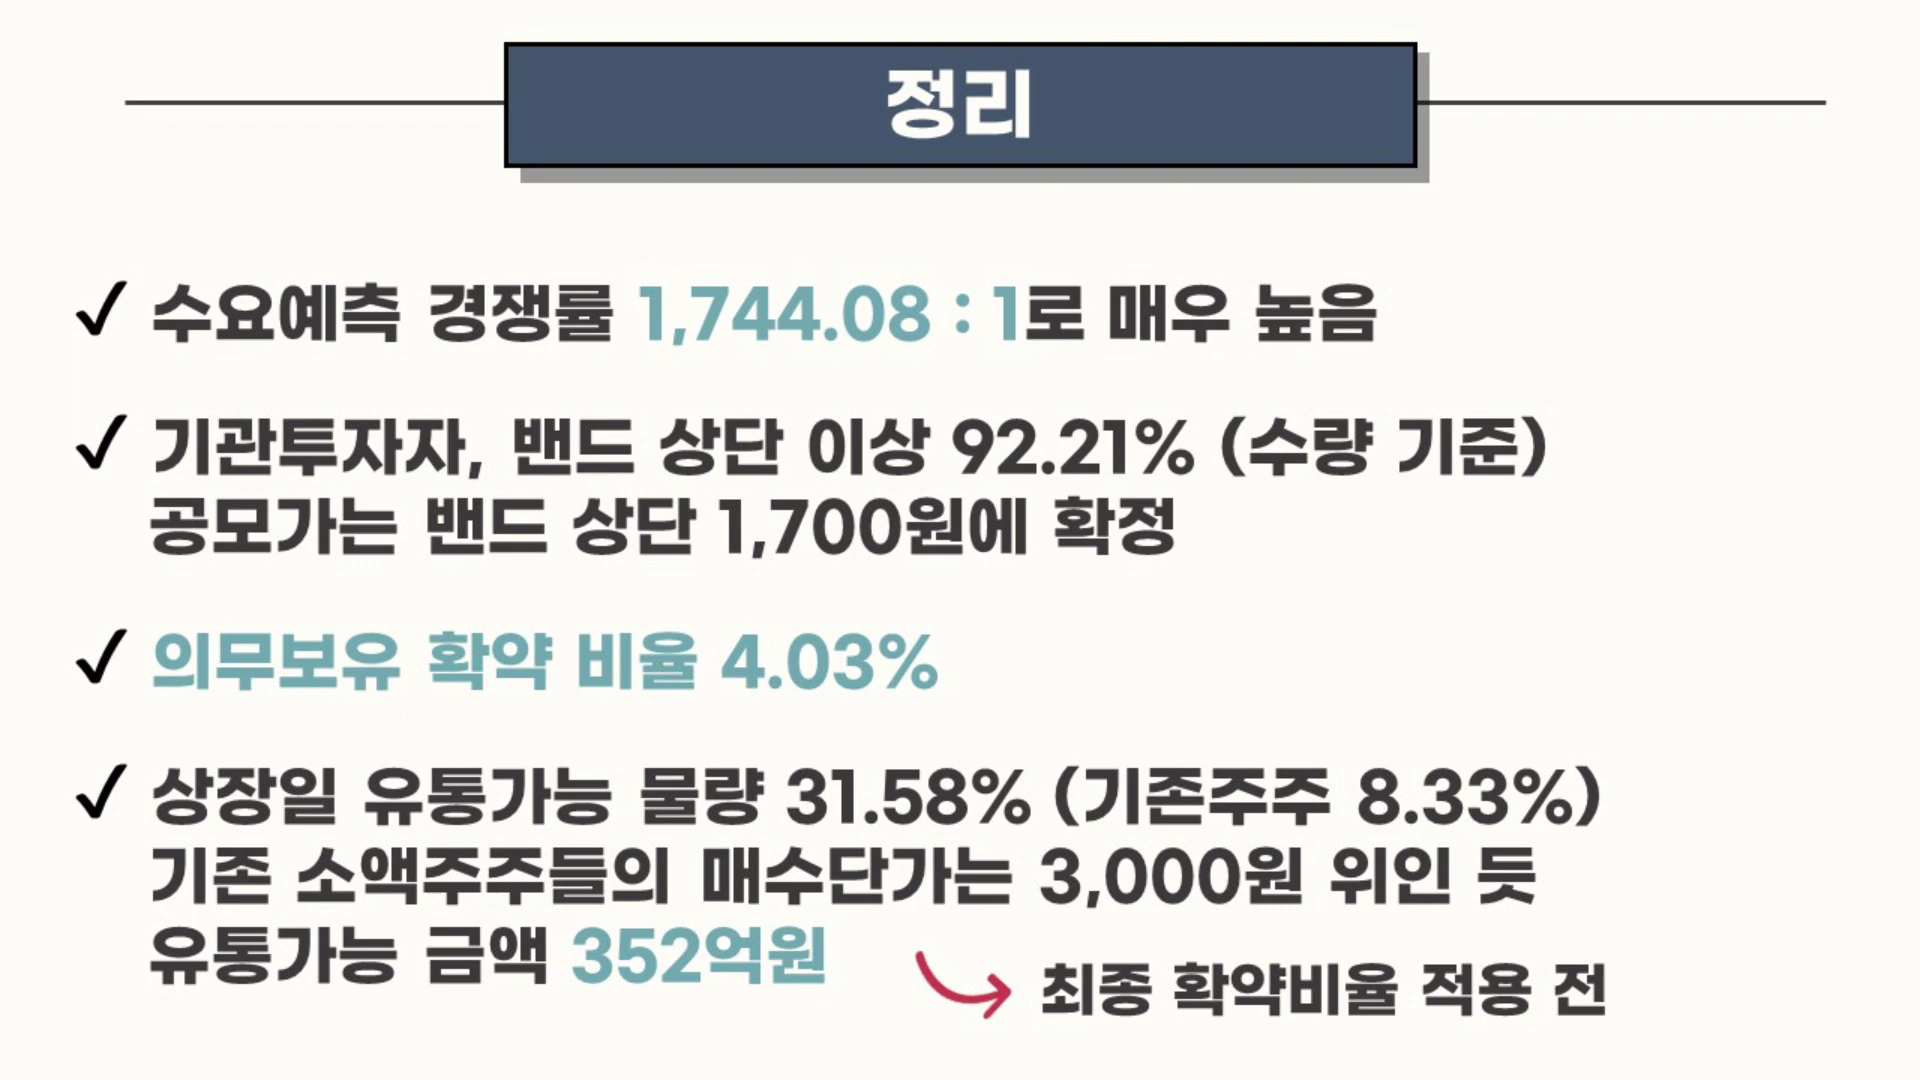 정리
수요예측 경쟁률 1,744.08 : 1로 매우 높음
기관투자자, 밴드 상단 이상 92.21% (수량 기준)
공모가는 밴드 상단 1,700원에 확정
의무보유 확약 비율 4.03%
상장일 유통가능 물량 31.58% (기존주주 8.33%)
기존 소액주주들의 매수단가는 3,000원 위인 듯
유통가능 금액 352억원
최종 확약비율 적용 전